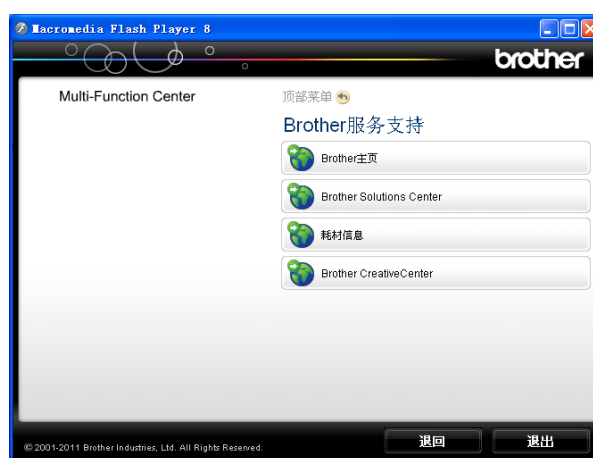 Macromedia Flash Player 8
brother
Multi-Function Center
顶部菜单
Brother服务支持
Brother主页
Brother Solutions Center
耗材信息
Brother CreativeCenter
© 2001-2011 Brother Industries, Ltd. All Rights Reserved.
退回
退出